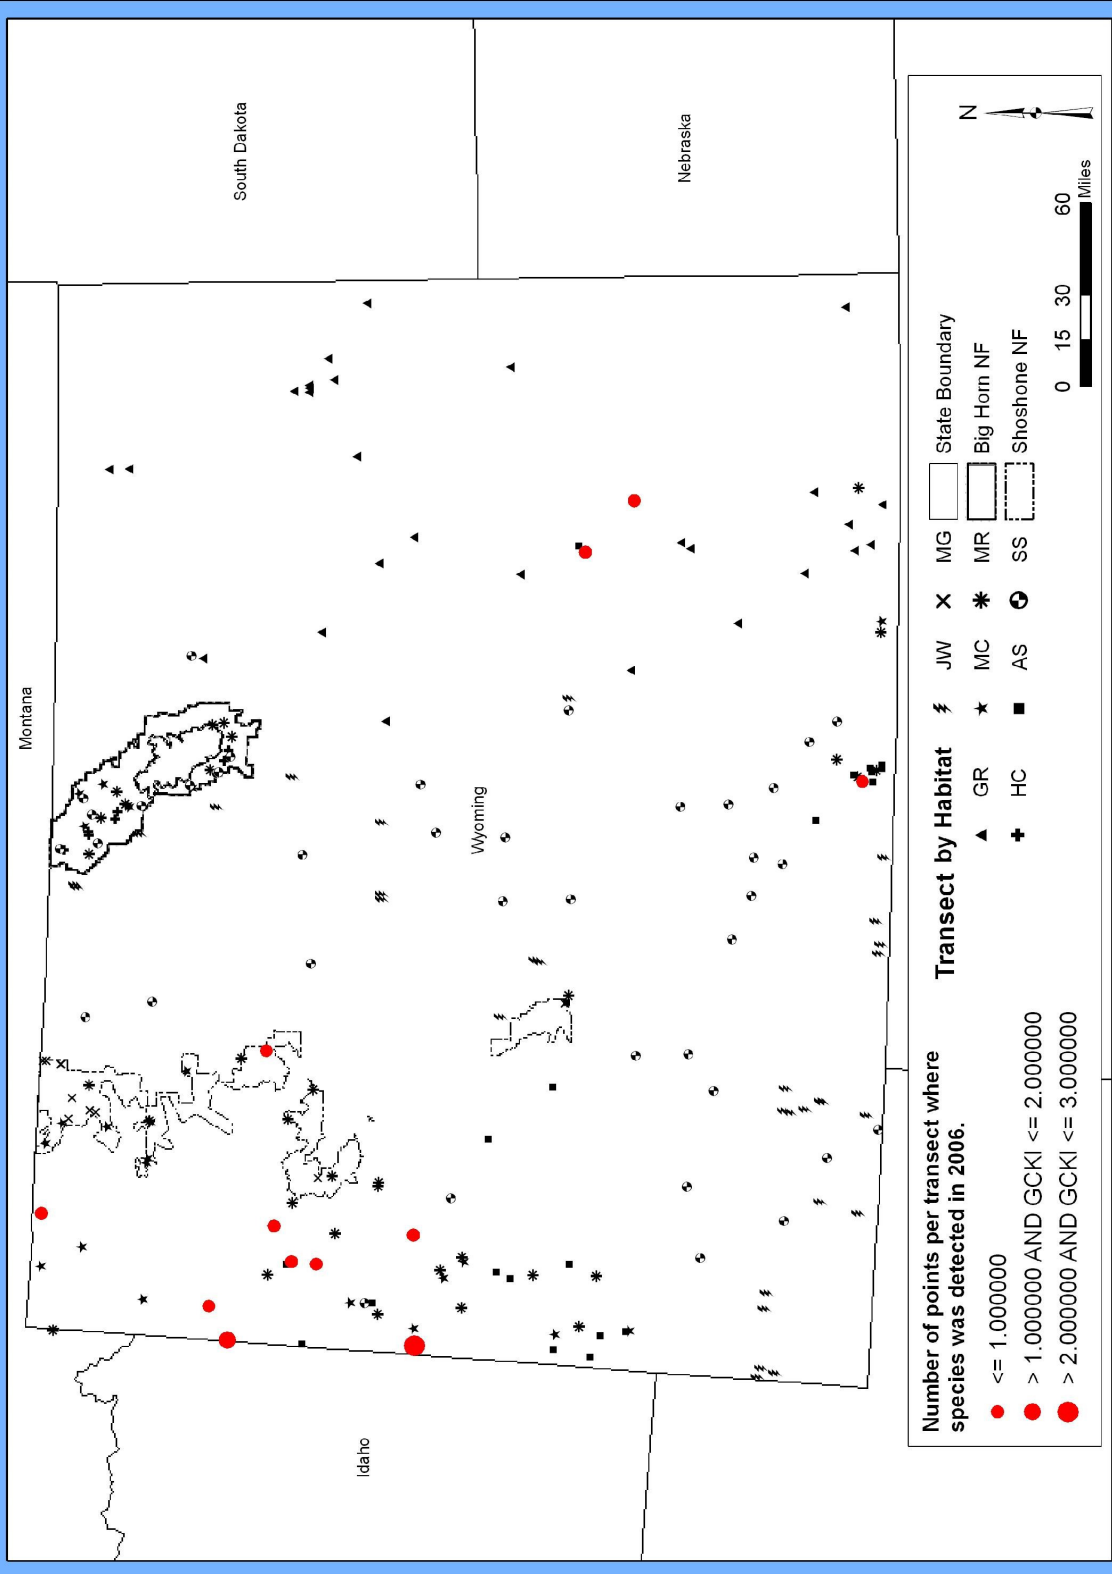 Montana
South Dakota
Wyoming
Nebraska
Idaho
Number of points per transect where
species was detected in 2006.
<= 1.000000
> 1.000000 AND GCKI <= 2.000000
> 2.000000 AND GCKI <= 3.000000
Transect by Habitat
GR
HC
JW
MC
AS
MG
MR
SS
State Boundary
Big Horn NF
Shoshone NF
N
0 15 30 60
Miles